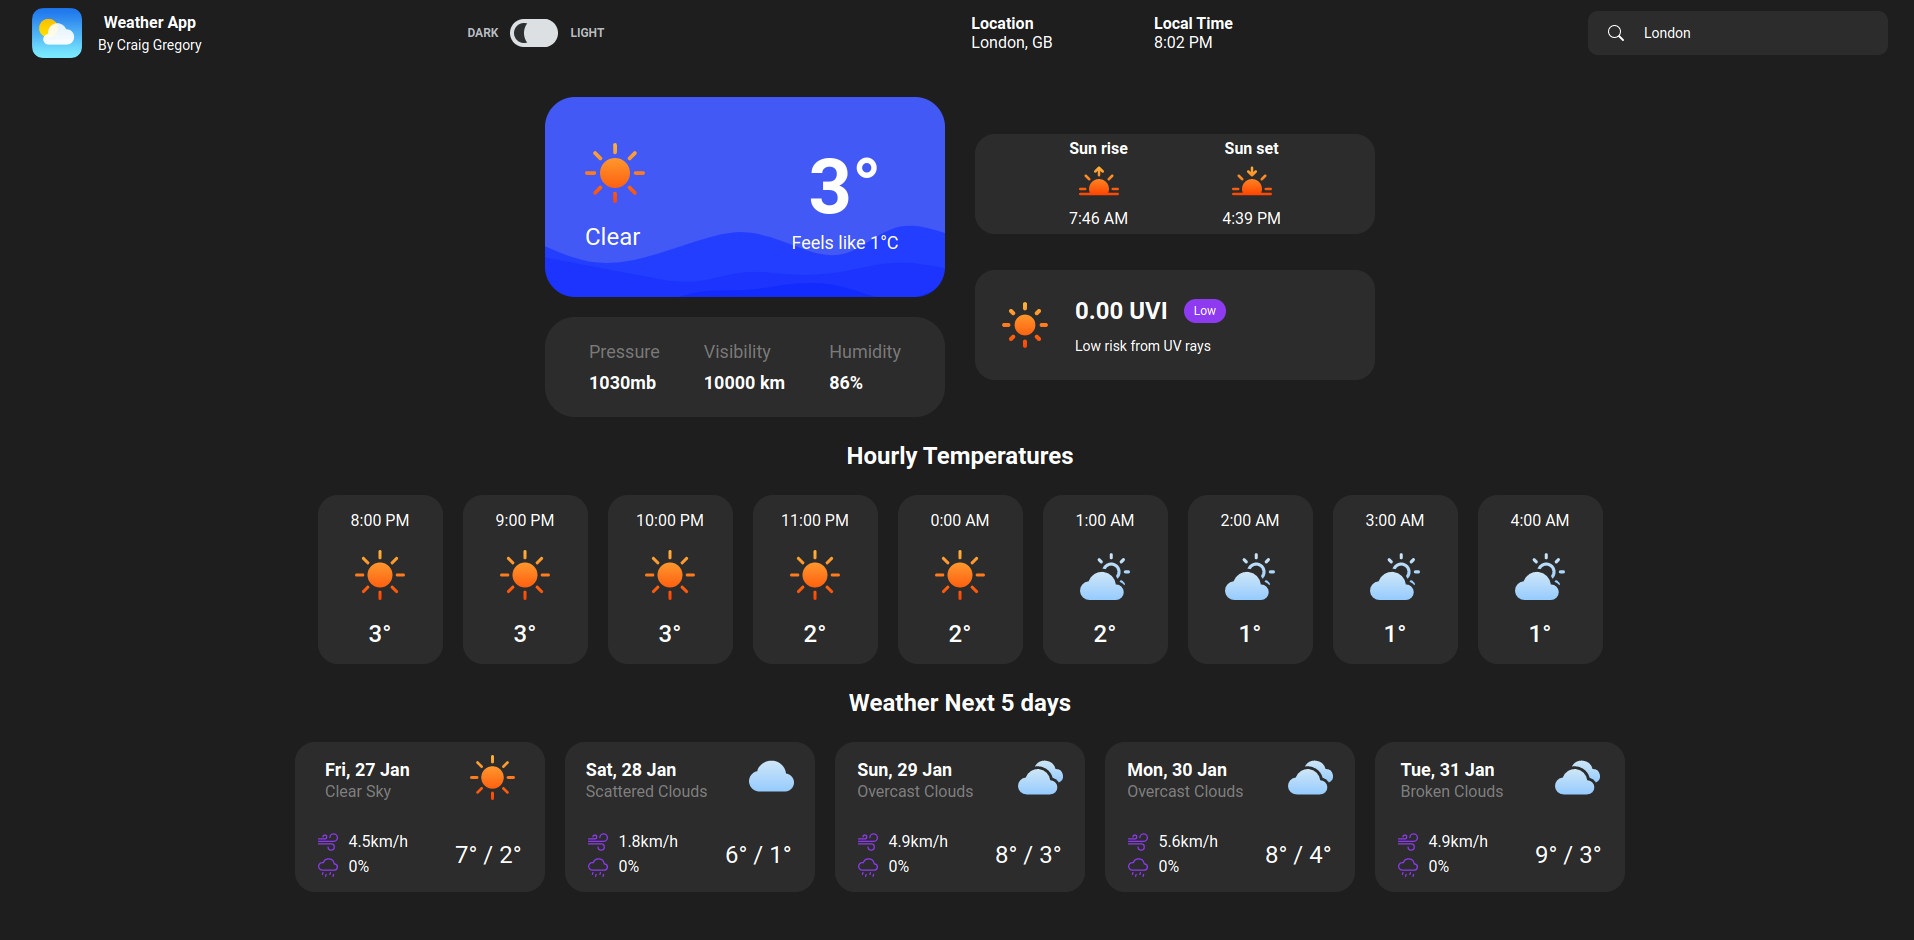 Weather App
By Craig Gregory
DARK
LIGHT
Location
London, GB
Local Time
8:02 PM
London
Clear
3°
Feels like 1°C
Sun rise
7:46 AM
Sun set
4:39 PM
0.00 UVI
Low
Low risk from UV rays
Pressure
1030mb
Visibility
10000 km
Humidity
86%
Hourly Temperatures
8:00 PM
3°
9:00 PM
3°
10:00 PM
3°
11:00 PM
2°
0:00 AM
2°
1:00 AM
2°
2:00 AM
1°
3:00 AM
1°
4:00 AM
1°
Weather Next 5 days
Fri, 27 Jan
Clear Sky
4.5km/h
0%
7° / 2°
Sat, 28 Jan
Scattered Clouds
1.8km/h
0%
6° / 1°
Sun, 29 Jan
Overcast Clouds
4.9km/h
0%
8° / 3°
Mon, 30 Jan
Overcast Clouds
5.6km/h
0%
8° / 4°
Tue, 31 Jan
Broken Clouds
4.9km/h
0%
9° / 3°